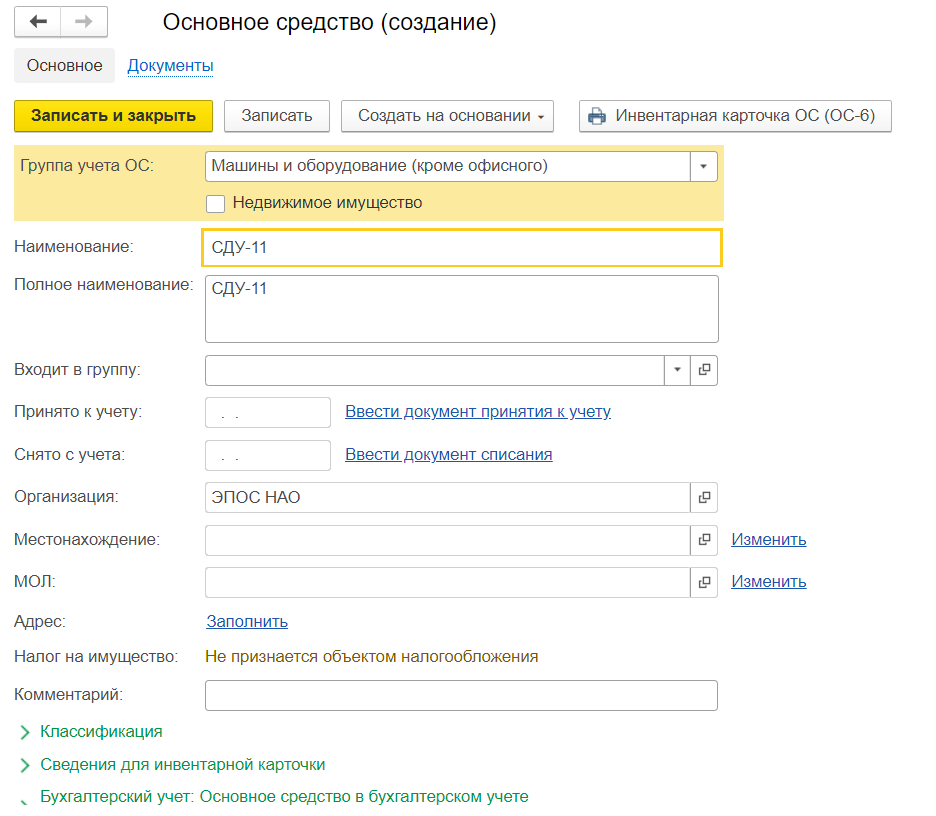 Основное средство (создание)
Основное Документы
Записать и закрыть Записать Создать на основании Инвентарная карточка ОС (ОС-6)
Группа учета ОС: Машины и оборудование (кроме офисного)
Недвижимое имущество
Наименование: СДУ-11
Полное наименование: СДУ-11
Входит в группу:
Принято к учету: . . Ввести документ принятия к учету
Снято с учета: . . Ввести документ списания
Организация: ЭПОС НАО
Местонахождение: Изменить
МОЛ: Изменить
Адрес: Заполнить
Налог на имущество: Не признается объектом налогообложения
Комментарий:
Классификация
Сведения для инвентарной карточки
Бухгалтерский учет: Основное средство в бухгалтерском учете